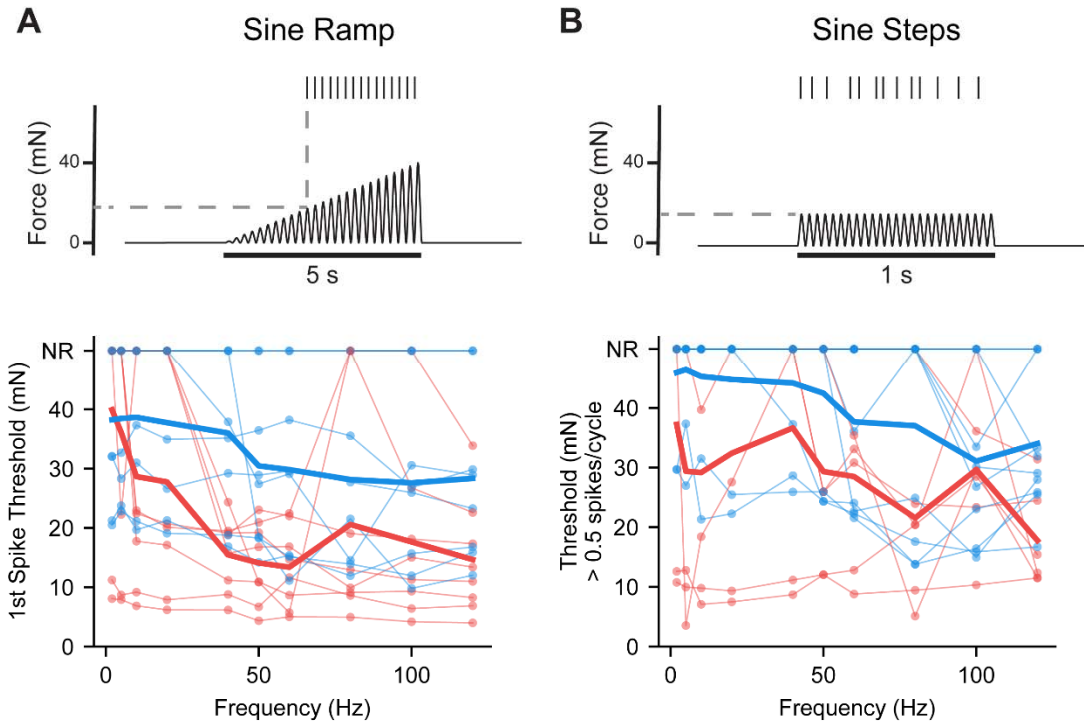 A
Sine Ramp
Force (mN)
40
0
5 s
1st Spike Threshold (mN)
NR
40
30
20
10
0
0
50
100
Frequency (Hz)
B
Sine Steps
Force (mN)
40
0
1 s
Threshold (mN)
> 0.5 spikes/cycle
NR
40
30
20
10
0
0
50
100
Frequency (Hz)